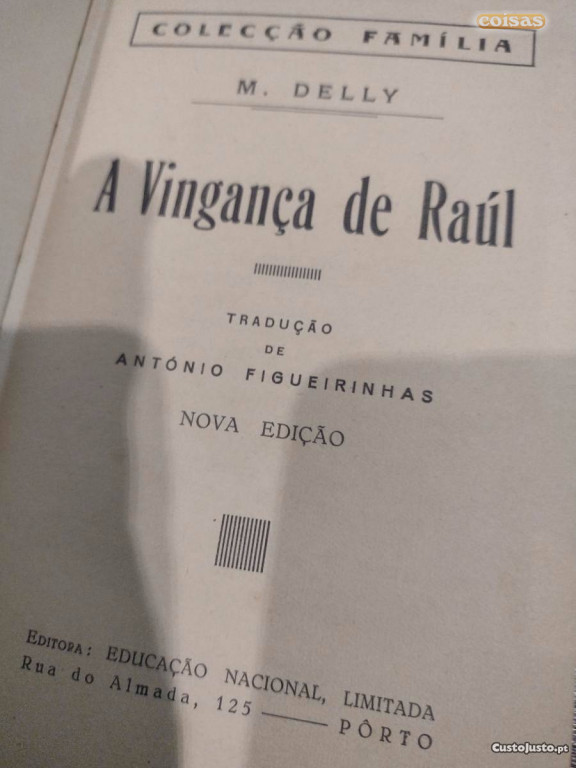 coisas
COLECÇÃO FAMÍLIA
M. DELLY
A Vingança de Raúl
TRADUÇÃO
DE
ANTÓNIO FIGUEIRINHAS
NOVA EDIÇÃO
EDITORA: EDUCAÇÃO NACIONAL, LIMITADA
Rua do Almada, 125 — PÔRTO
CustoJusto.pt